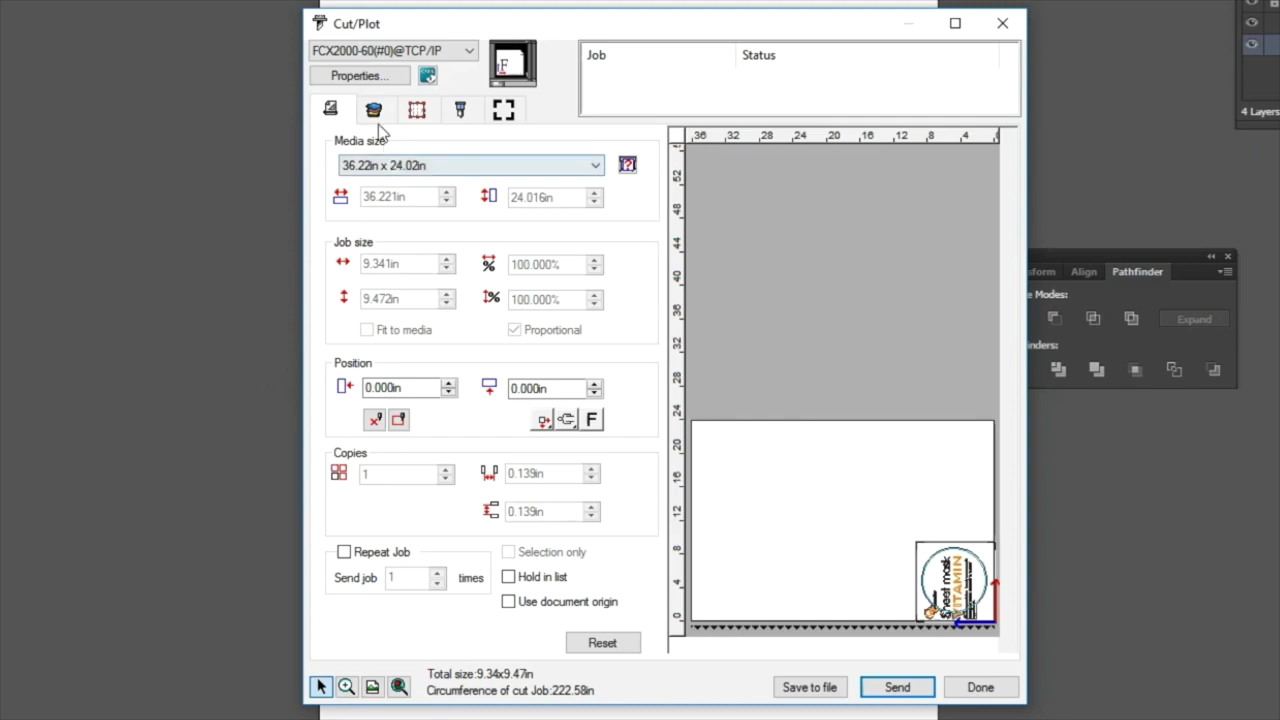 Cut/Plot
FCX2000-60(#0)@TCP/IP
Properties...
F
Job Status
Media size
36.22in x 24.02in
36.221in 24.016in
Job size
9.341in 100.000%
9.472in 100.000%
Fit to media Proportional
Position
0.000in 0.000in
F
Copies
1 0.139in
0.139in
Repeat Job
Send job 1 times
Selection only
Hold in list
Use document origin
Reset
36 32 28 24 20 16 12 8 4
52
48
44
40
36
32
28
24
20
16
12
8
4
0
sheet mask
VITAMIN
Total size:9.34x9.47in
Circumference of cut Job:222.58in
Save to file Send Done
4 Layers
Align Pathfinder
Modes:
Expand